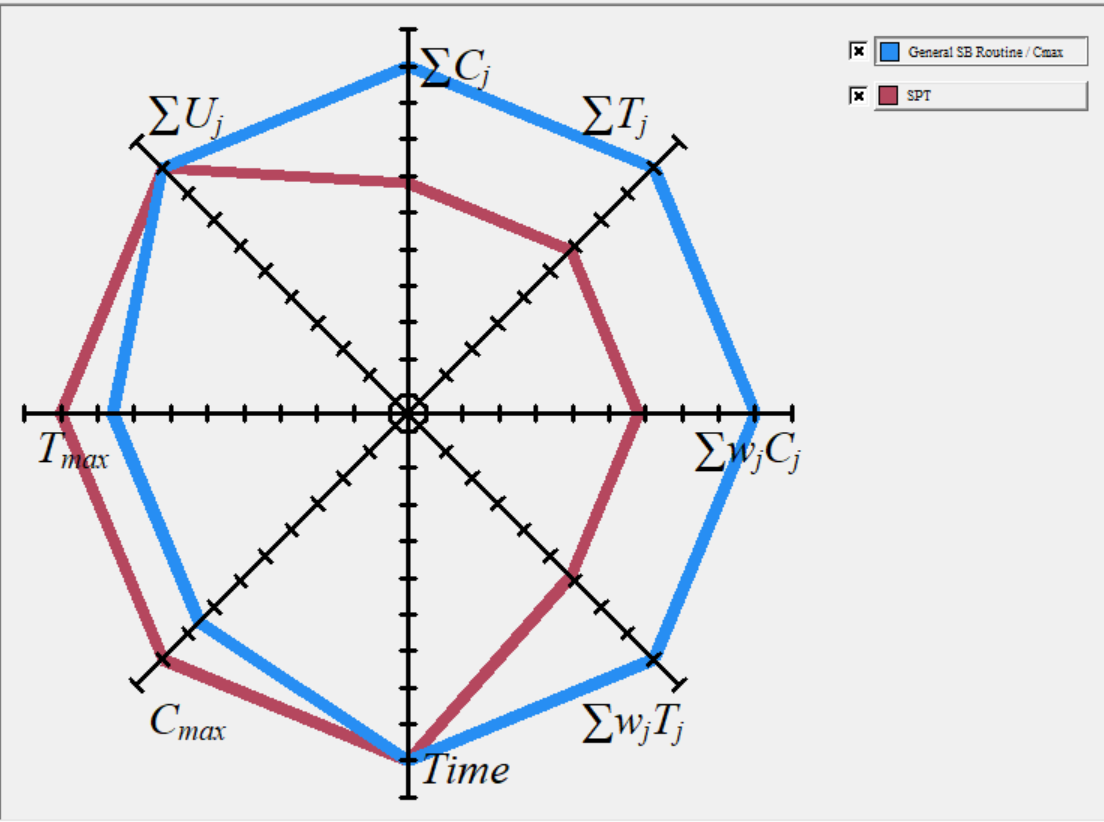 General SB Routine / Cmax
SPT
∑Cj
∑Uj
∑Tj
Tmax
∑wjCj
Cmax
∑wjTj
Time